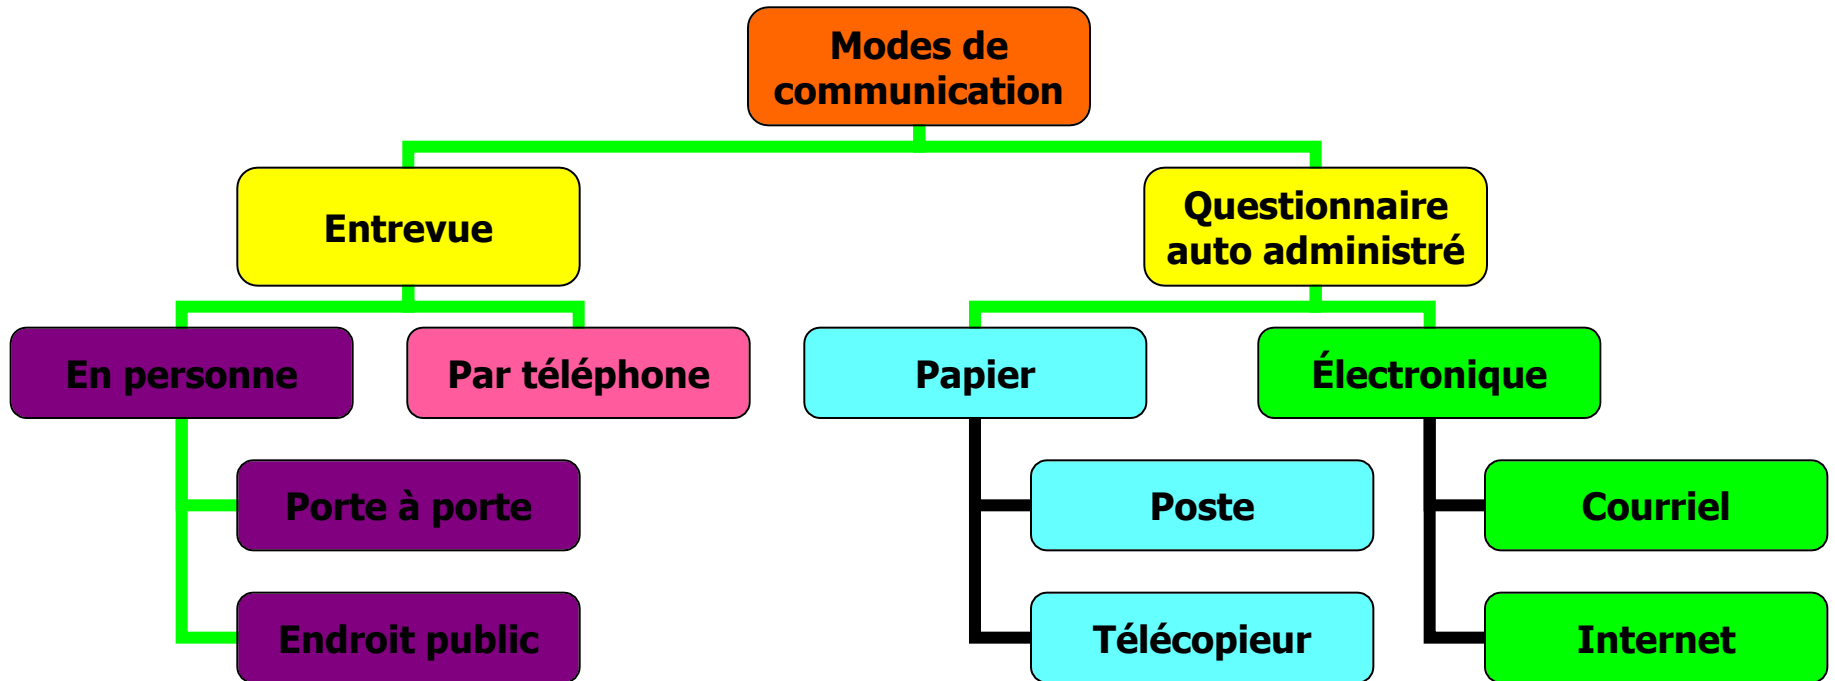 Modes de
communication
Entrevue
Questionnaire
auto administré
En personne
Par téléphone
Papier
Électronique
Porte à porte
Poste
Courriel
Endroit public
Télécopieur
Internet